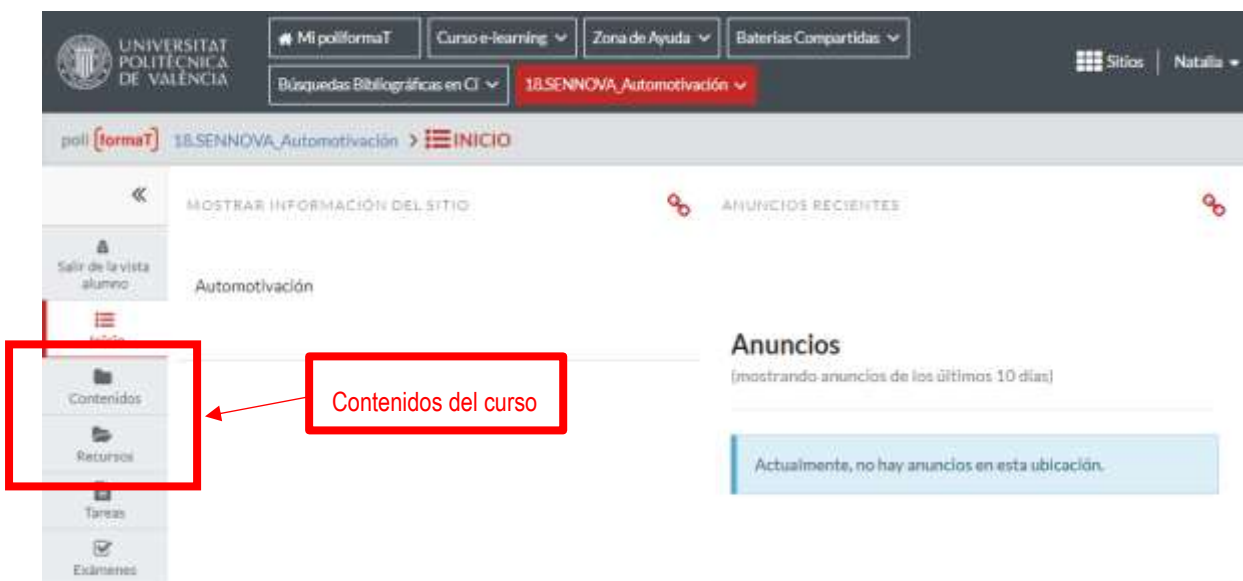 UNIVERSITAT
POLITÈCNICA
DE VALÈNCIA
Mi poliformaT
Curso e-learning
Zona de Ayuda
Baterías Compartidas
Búsquedas Bibliográficas en CT
18.SENNOVA_Automotivación
Sitios | Natalia
poli [formaT]
18.SENNOVA_Automotivación > INICIO
MOSTRAR INFORMACIÓN DEL SITIO
ANUNCIOS RECIENTES
Salir de la vista
alumno
Automotivación
Inicio
Anuncios
(mostrando anuncios de los últimos 10 días)
Contenidos
Contenidos del curso
Recursos
Actualmente, no hay anuncios en esta ubicación.
Tareas
Exámenes